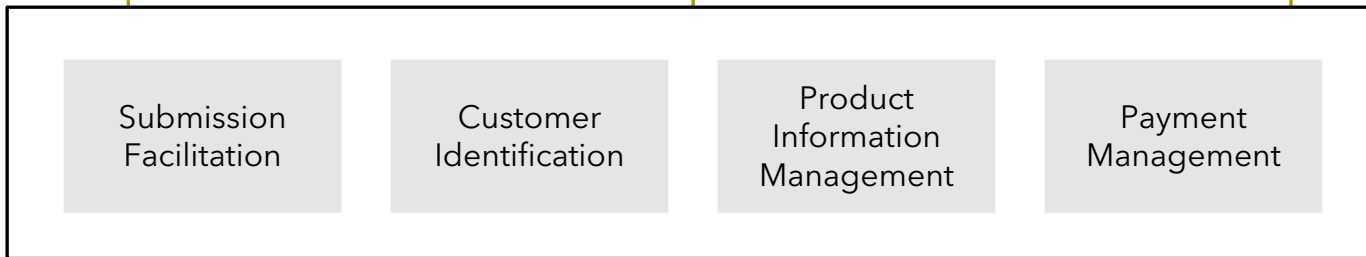 Submission
Facilitation
Customer
Identification
Product
Information
Management
Payment
Management